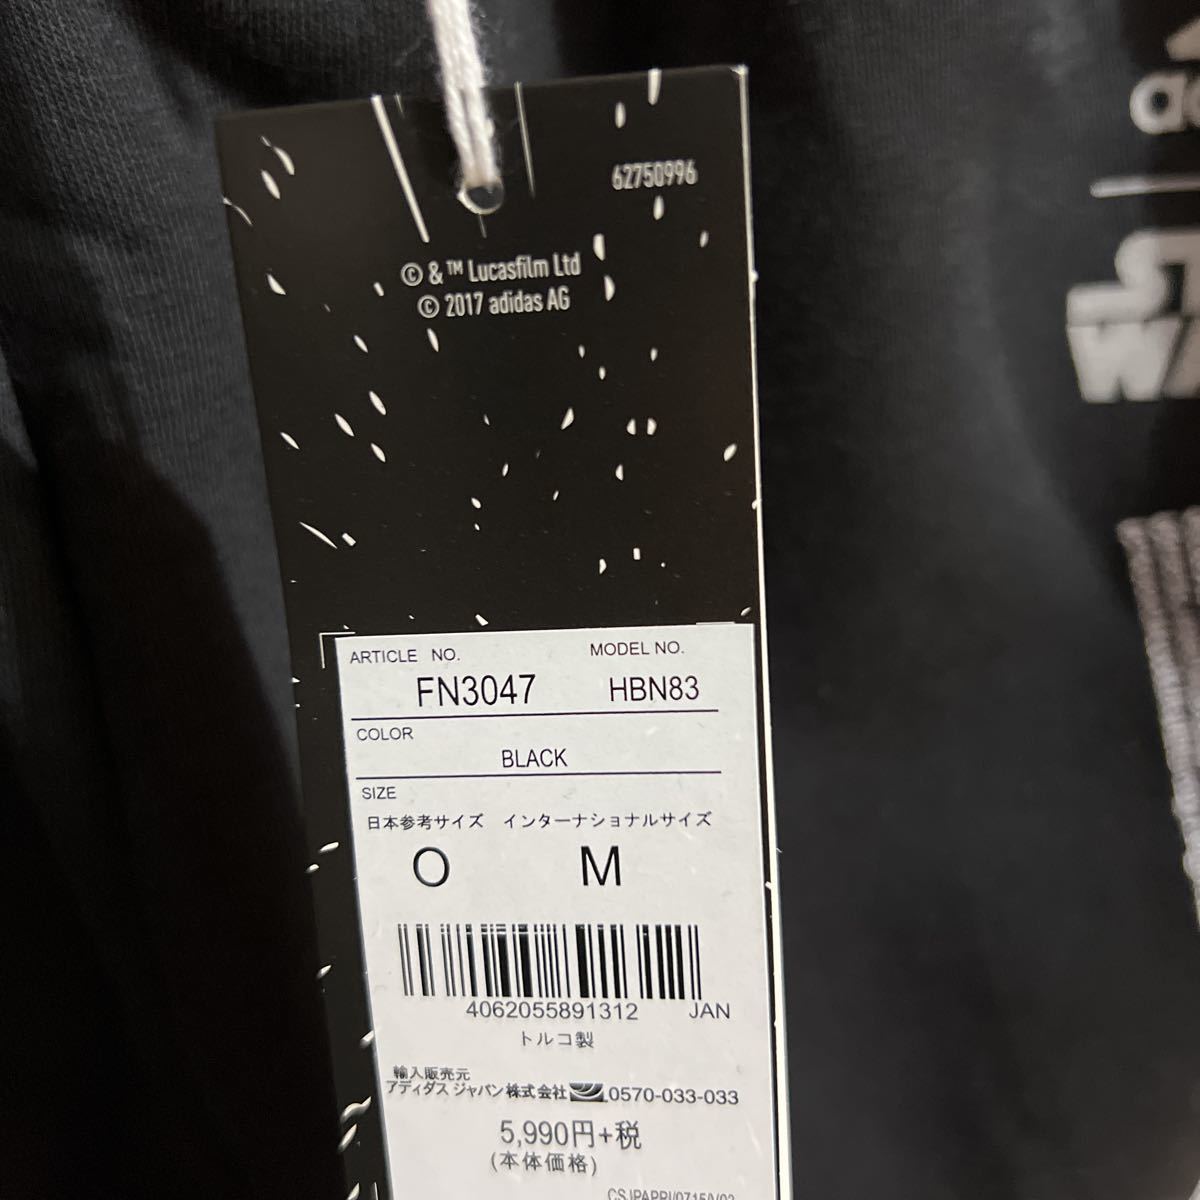 62750996
© & ™ Lucasfilm Ltd
© 2017 adidas AG
ARTICLE NO. MODEL NO.
FN3047 HBN83
COLOR
BLACK
SIZE
日本参考サイズ インターナショナルサイズ
O M
4062055891312 JAN
トルコ製
輸入販売元
アディダス ジャパン株式会社 0570-033-033
5,990円+税
(本体価格)